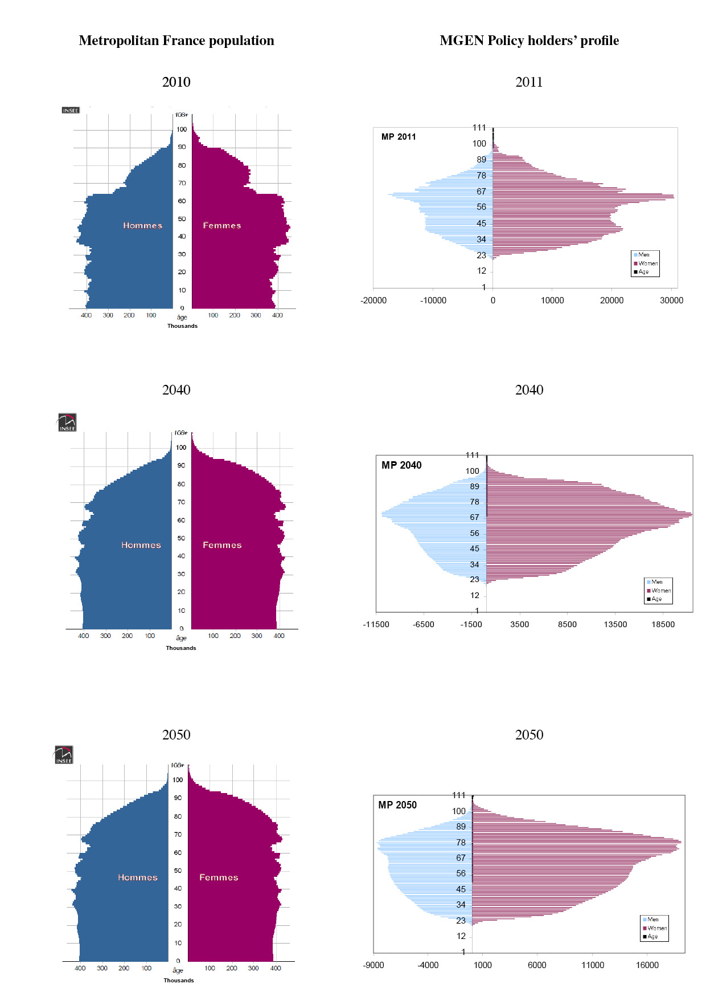 Metropolitan France population
MGEN Policy holders' profile
2010
2011
INSEE
108+
100
90
80
70
60
50
40
30
20
10
0
Hommes
Femmes
400 300 200 100
âge
100 200 300 400
Thousands
MP 2011
111
100
89
78
67
56
45
34
23
12
1
Men
Women
Age
-20000 -10000 0 10000 20000 30000
2040
2040
INSEE
108+
100
90
80
70
60
50
40
30
20
10
0
Hommes
Femmes
400 300 200 100
âge
100 200 300 400
Thousands
MP 2040
111
100
89
78
67
56
45
34
23
12
1
Men
Women
Age
-11500 -6500 -1500 3500 8500 13500 18500
2050
2050
INSEE
108+
100
90
80
70
60
50
40
30
20
10
0
Hommes
Femmes
400 300 200 100
âge
100 200 300 400
Thousands
MP 2050
111
100
89
78
67
56
45
34
23
12
1
Men
Women
Age
-9000 -4000 1000 6000 11000 16000